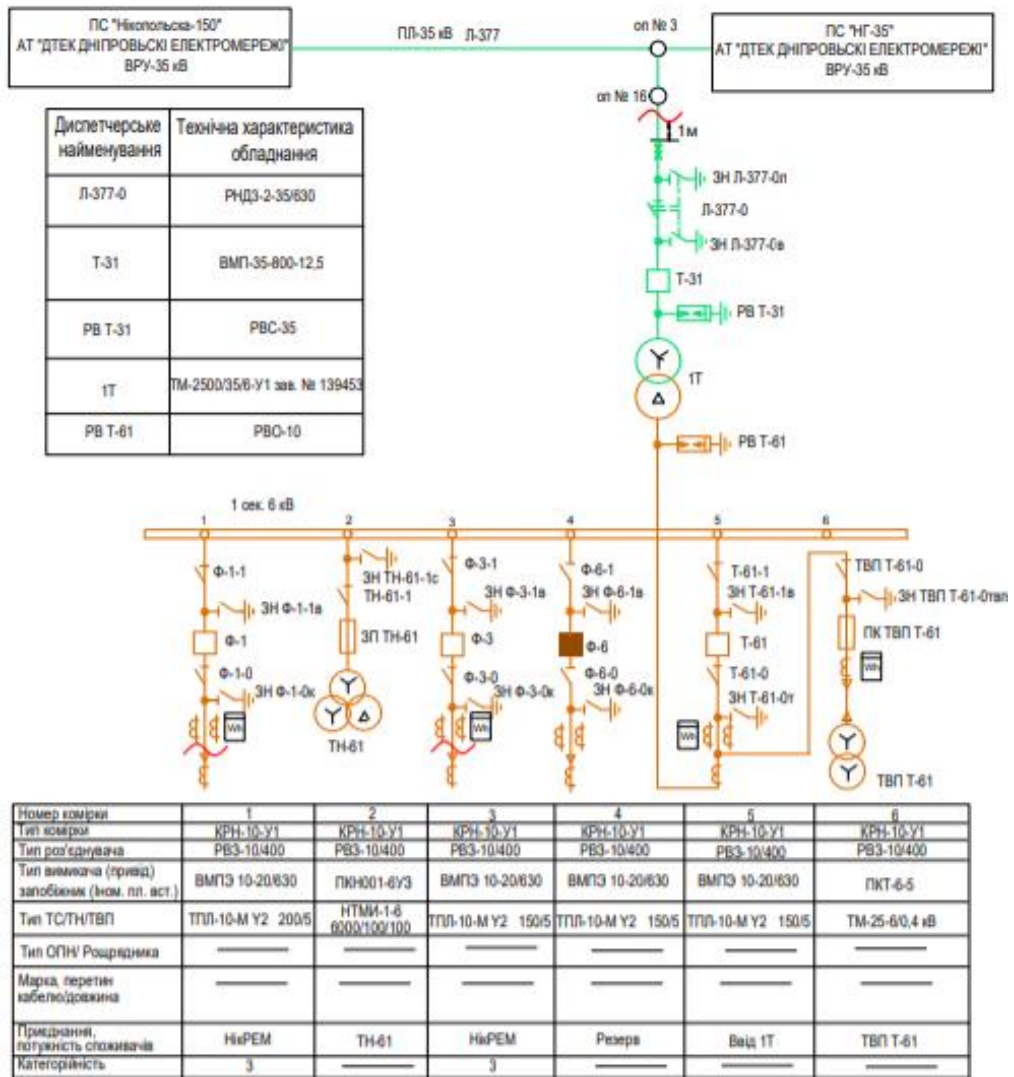 ПС "Нікопольска-150"
АТ "ДТЕК ДНІПРОВЬСКІ ЕЛЕКТРОМЕРЕЖІ"
ВРУ-35 кВ
ПЛ-35 кВ Л-377
оп № 3
ПС "НГ-35"
АТ "ДТЕК ДНІПРОВЬСКІ ЕЛЕКТРОМЕРЕЖІ"
ВРУ-35 кВ
оп № 16
1м
Диспетчерське найменування
Технічна характеристика обладнання
Л-377-0 РНДЗ-2-35/630
Т-31 ВМП-35-800-12,5
РВ Т-31 РВС-35
1Т ТМ-2500/35/6-У1 зав. № 139453
РВ Т-61 РВО-10
ЗН Л-377-0л
Л-377-0
ЗН Л-377-0в
Т-31
РВ Т-31
1Т
РВ Т-61
1 сек. 6 кВ
1 2 3 4 5 6
Ф-1-1
ЗН Ф-1-1в
Ф-1
Ф-1-0
ЗН Ф-1-0к
Wh
ЗН ТН-61-1с
ТН-61-1
ЗП ТН-61
ТН-61
Ф-3-1
ЗН Ф-3-1в
Ф-3
Ф-3-0
ЗН Ф-3-0к
Wh
Ф-6-1
ЗН Ф-6-1в
Ф-6
Ф-6-0
ЗН Ф-6-0к
Т-61-1
ЗН Т-61-1в
Т-61
Т-61-0
ЗН Т-61-0т
Wh
ТВП Т-61-0
ЗН ТВП Т-61-0твп
ПК ТВП Т-61
Wh
ТВП Т-61
Номер комірки 1 2 3 4 5 6
Тип комірки КРН-10-У1 КРН-10-У1 КРН-10-У1 КРН-10-У1 КРН-10-У1 КРН-10-У1
Тип роз'єднувача РВЗ-10/400 РВЗ-10/400 РВЗ-10/400 РВЗ-10/400 РВЗ-10/400 РВЗ-10/400
Тип вимикача (привід)
запобіжник (Iном. пл. вст.) ВМПЭ 10-20/630 ПКН001-6УЗ ВМПЭ 10-20/630 ВМПЭ 10-20/630 ВМПЭ 10-20/630 ПКТ-6-5
Тип ТС/ТН/ТВП ТПЛ-10-М У2 200/5 НТМИ-1-6 6000/100/100 ТПЛ-10-М У2 150/5 ТПЛ-10-М У2 150/5 ТПЛ-10-М У2 150/5 ТМ-25-6/0,4 кВ
Тип ОПН/ Рощрядника
Марка, перетин
кабелю/довжина
Приєднання,
потужність споживачів НікРЕМ ТН-61 НікРЕМ Резерв Ввід 1Т ТВП Т-61
Категорійність 3 3